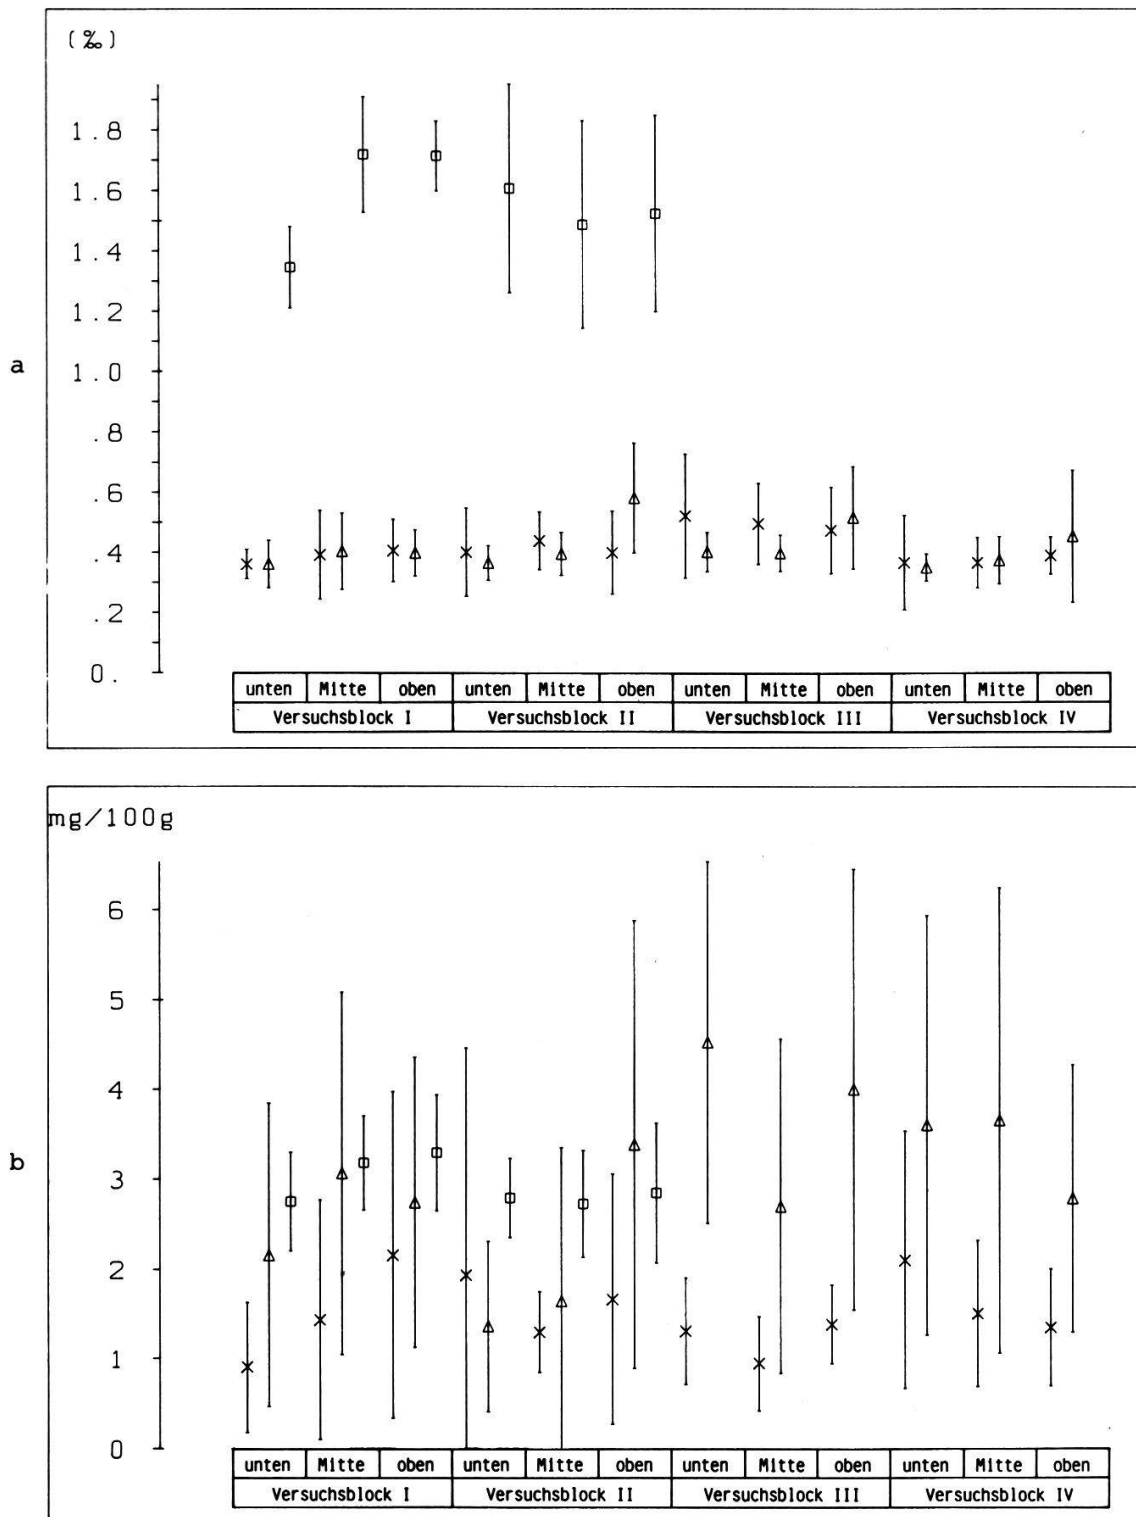 a
(‰)
1.8
1.6
1.4
1.2
1.0
.8
.6
.4
.2
0.
unten Mitte oben unten Mitte oben unten Mitte oben unten Mitte oben
Versuchsblock I Versuchsblock II Versuchsblock III Versuchsblock IV
b
mg/100g
6
5
4
3
2
1
0
unten Mitte oben unten Mitte oben unten Mitte oben unten Mitte oben
Versuchsblock I Versuchsblock II Versuchsblock III Versuchsblock IV